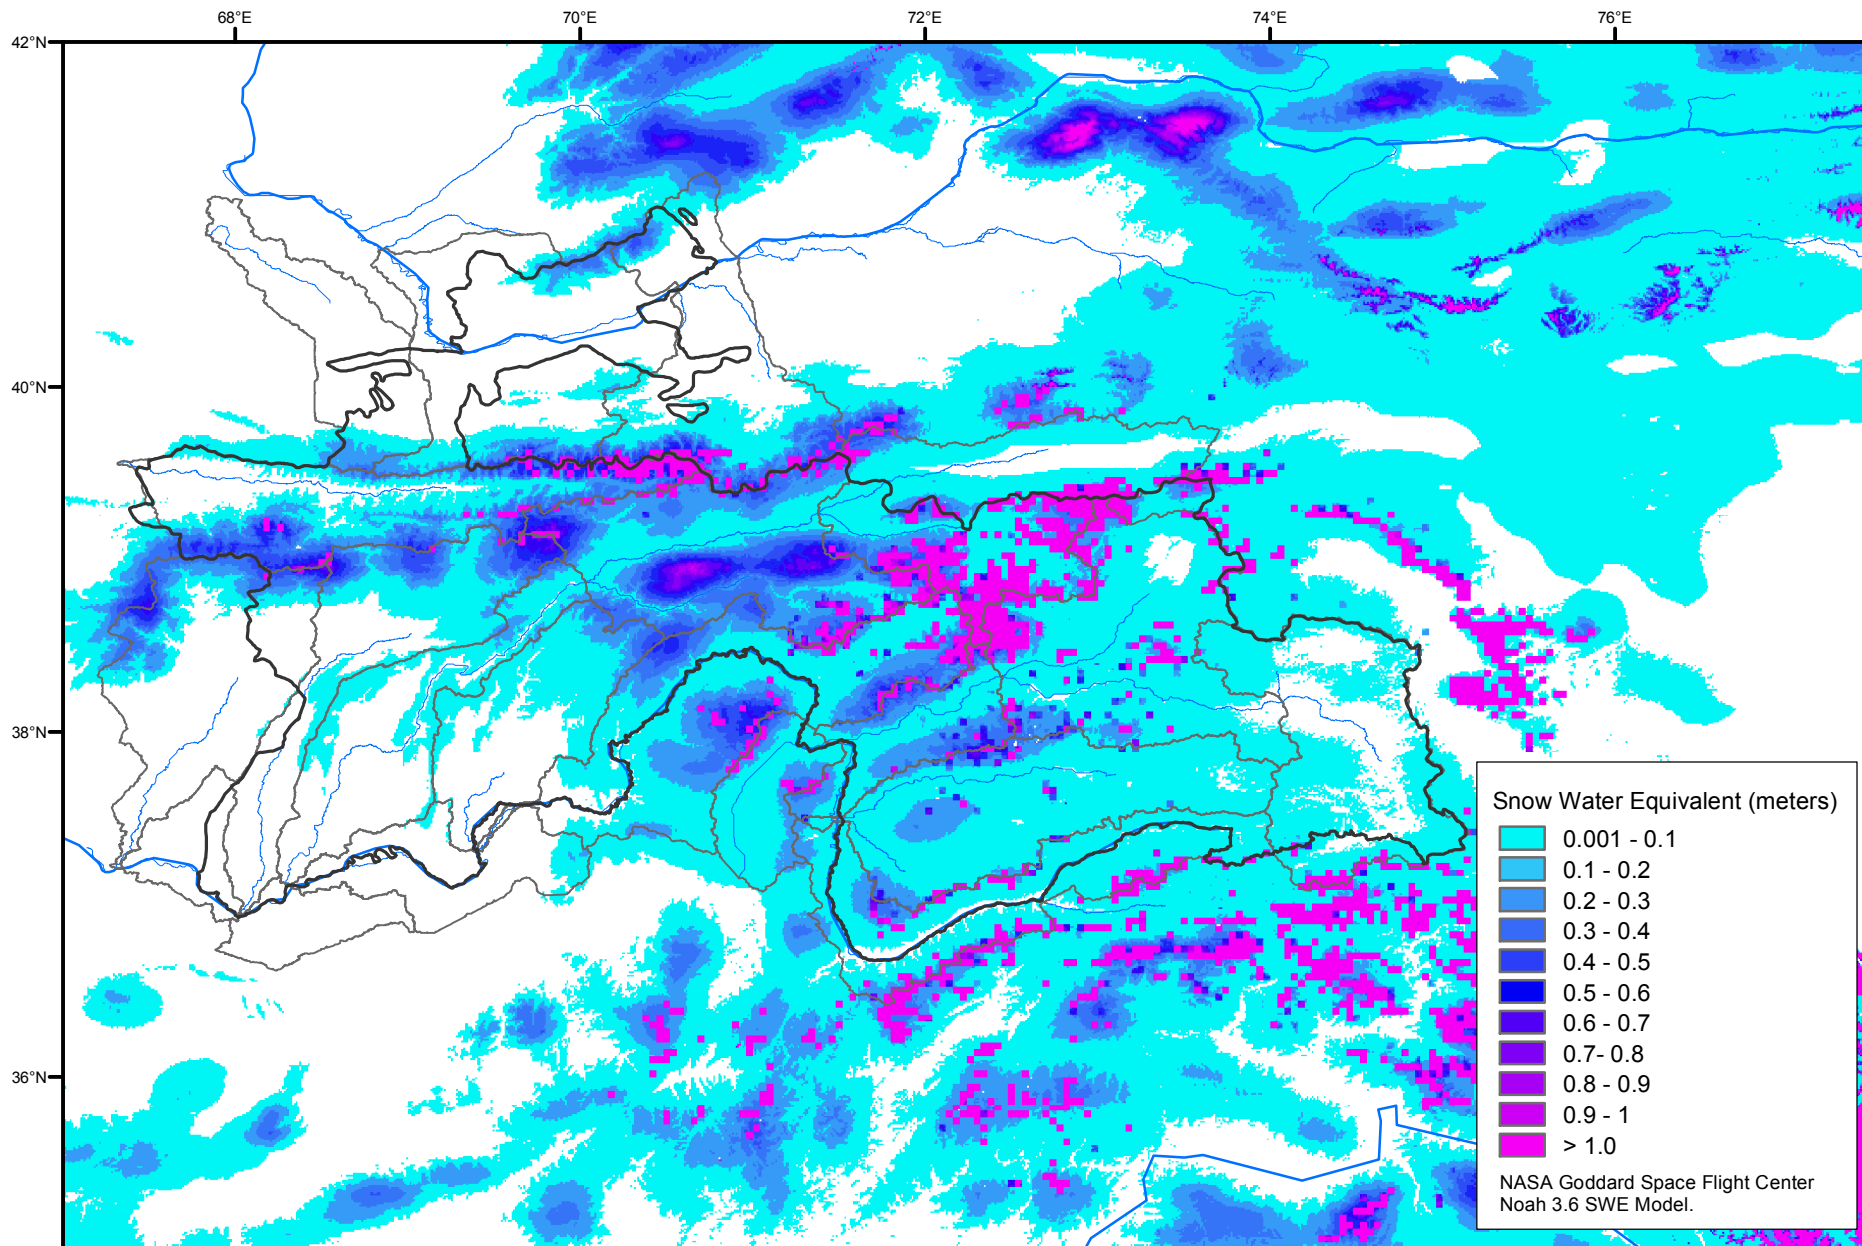 68°E 70°E 72°E 74°E 76°E
42°N
40°N
38°N
36°N
Snow Water Equivalent (meters)
0.001 - 0.1
0.1 - 0.2
0.2 - 0.3
0.3 - 0.4
0.4 - 0.5
0.5 - 0.6
0.6 - 0.7
0.7- 0.8
0.8 - 0.9
0.9 - 1
> 1.0
NASA Goddard Space Flight Center
Noah 3.6 SWE Model.